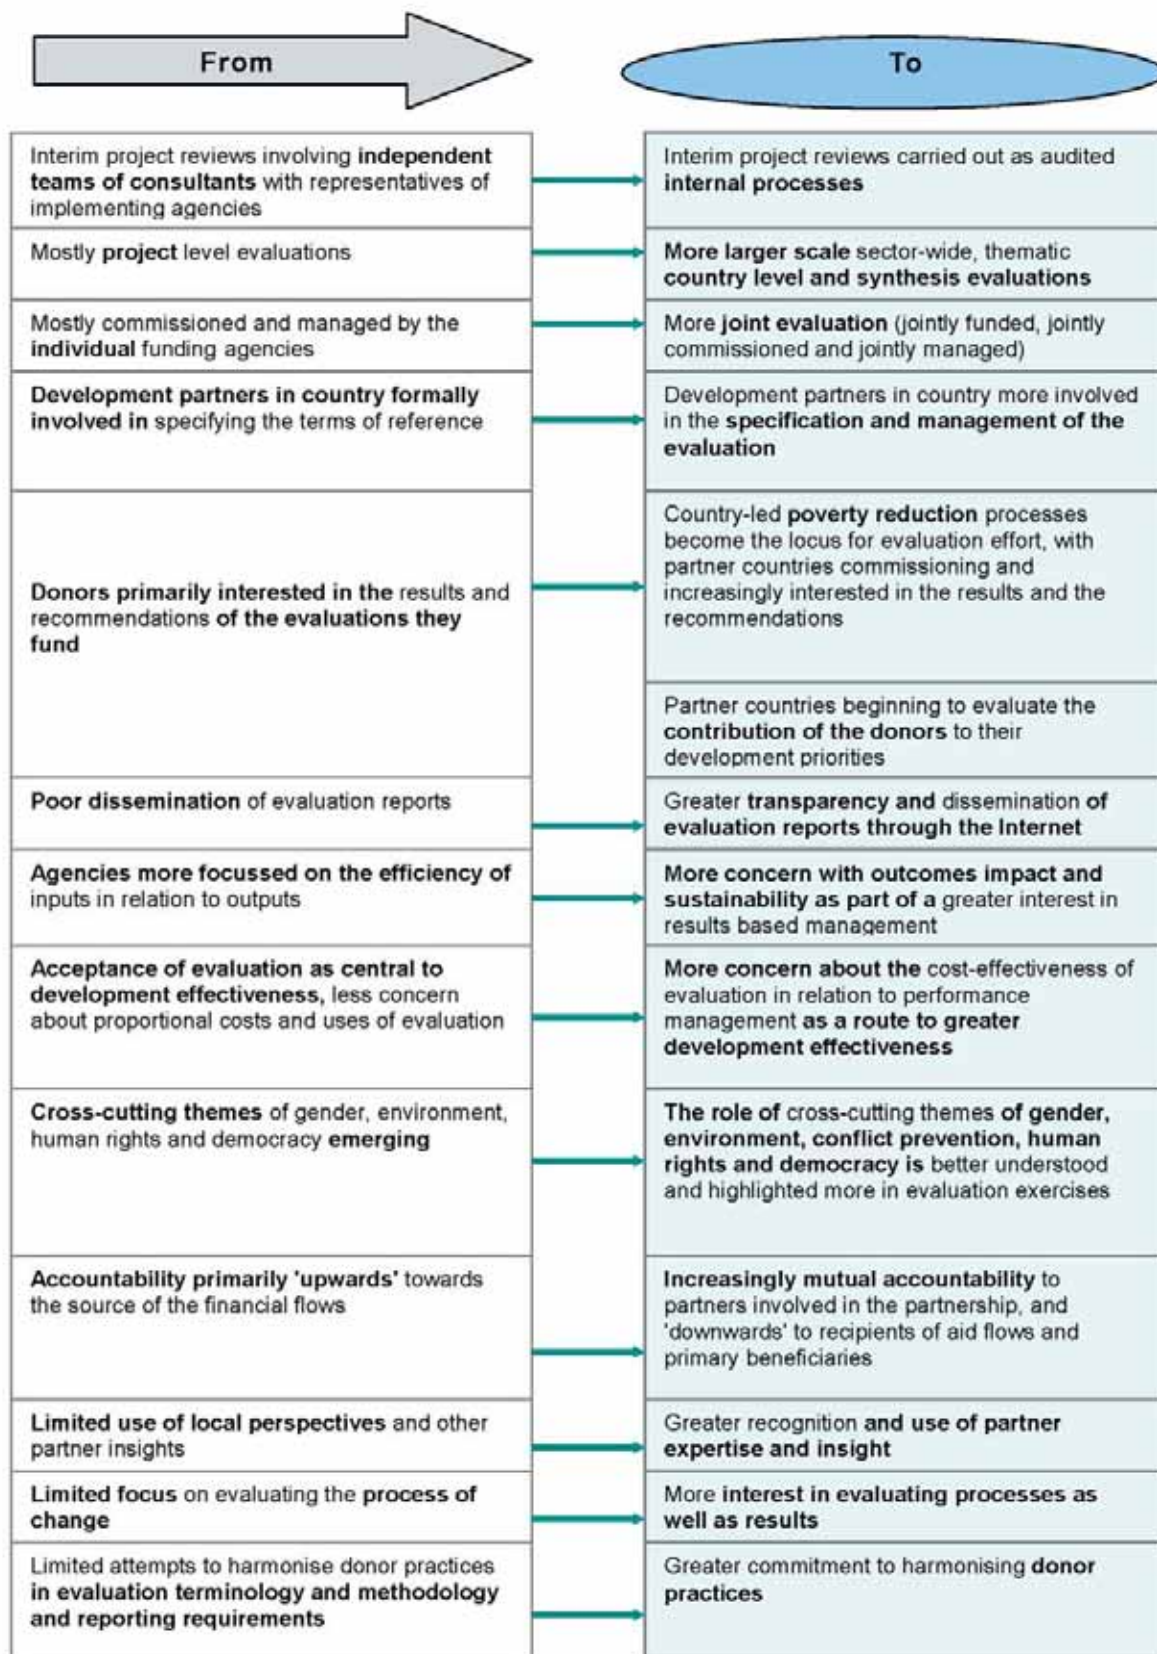 From
To
Interim project reviews involving independent
teams of consultants with representatives of
implementing agencies
Interim project reviews carried out as audited
internal processes
Mostly project level evaluations
More larger scale sector-wide, thematic
country level and synthesis evaluations
Mostly commissioned and managed by the
individual funding agencies
More joint evaluation (jointly funded, jointly
commissioned and jointly managed)
Development partners in country formally
involved in specifying the terms of reference
Development partners in country more involved
in the specification and management of the
evaluation
Donors primarily interested in the results and
recommendations of the evaluations they
fund
Country-led poverty reduction processes
become the locus for evaluation effort, with
partner countries commissioning and
increasingly interested in the results and the
recommendations
Partner countries beginning to evaluate the
contribution of the donors to their
development priorities
Poor dissemination of evaluation reports
Greater transparency and dissemination of
evaluation reports through the Internet
Agencies more focussed on the efficiency of
inputs in relation to outputs
More concern with outcomes impact and
sustainability as part of a greater interest in
results based management
Acceptance of evaluation as central to
development effectiveness, less concern
about proportional costs and uses of evaluation
More concern about the cost-effectiveness of
evaluation in relation to performance
management as a route to greater
development effectiveness
Cross-cutting themes of gender, environment,
human rights and democracy emerging
The role of cross-cutting themes of gender,
environment, conflict prevention, human
rights and democracy is better understood
and highlighted more in evaluation exercises
Accountability primarily 'upwards' towards
the source of the financial flows
Increasingly mutual accountability to
partners involved in the partnership, and
'downwards' to recipients of aid flows and
primary beneficiaries
Limited use of local perspectives and other
partner insights
Greater recognition and use of partner
expertise and insight
Limited focus on evaluating the process of
change
More interest in evaluating processes as
well as results
Limited attempts to harmonise donor practices
in evaluation terminology and methodology
and reporting requirements
Greater commitment to harmonising donor
practices